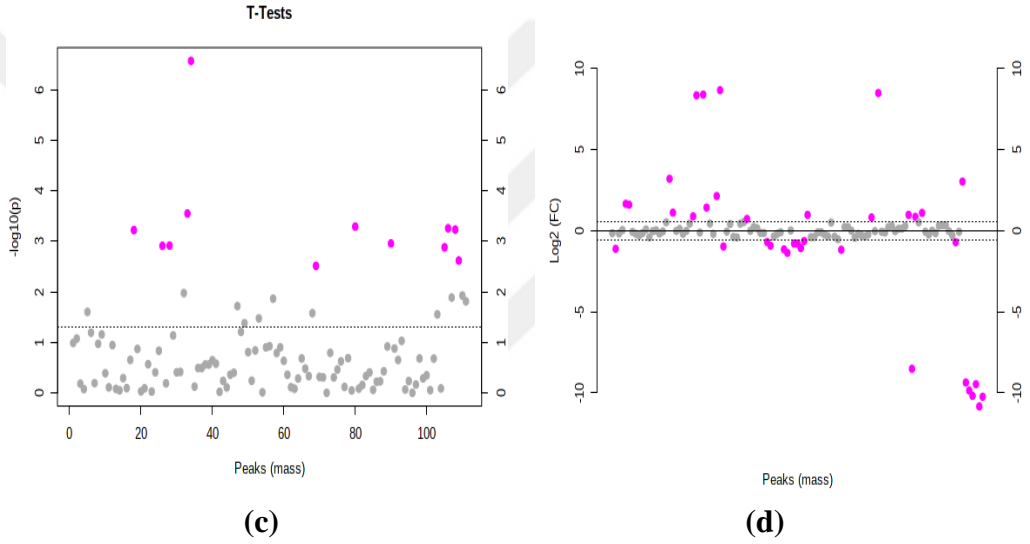 T-Tests
-log10(p)
0 1 2 3 4 5 6
0 1 2 3 4 5 6
0 20 40 60 80 100
Peaks (mass)
(c)
Log2 (FC)
10 5 0 -5 -10
10 5 0 -5 -10
Peaks (mass)
(d)